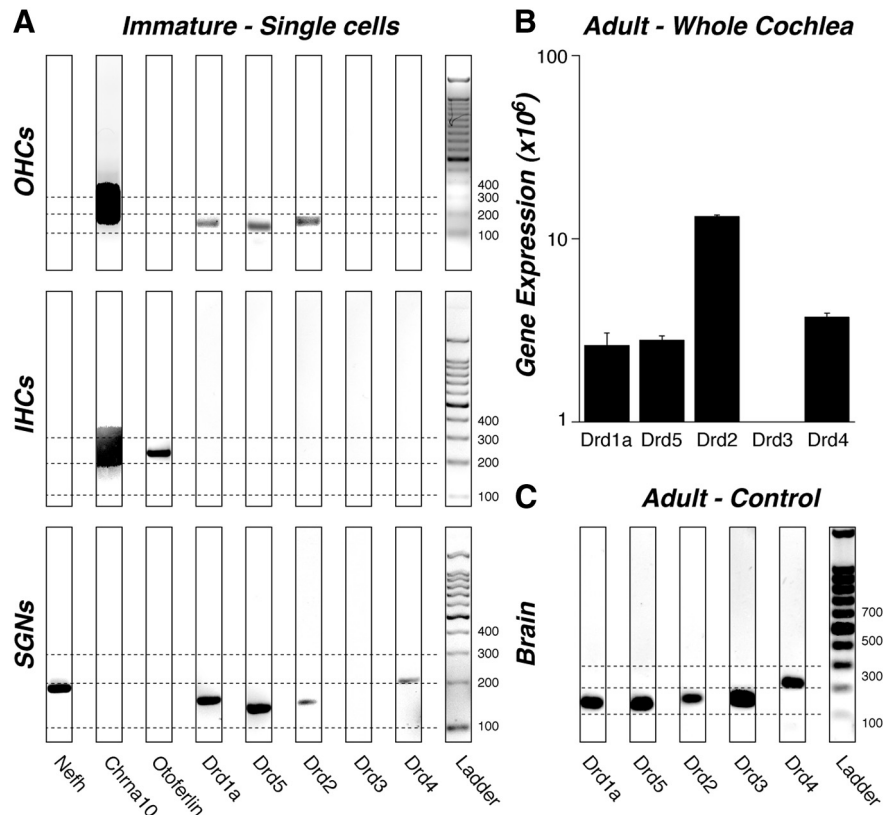 A
Immature - Single cells
OHCs
400
300
200
100
IHCs
400
300
200
100
SGNs
400
300
200
100
Nefh
Chrna10
Otoferlin
Drd1a
Drd5
Drd2
Drd3
Drd4
Ladder
B
Adult - Whole Cochlea
Gene Expression (x10⁶)
100
10
1
Drd1a Drd5 Drd2 Drd3 Drd4
C
Adult - Control
Brain
700
500
300
100
Drd1a
Drd5
Drd2
Drd3
Drd4
Ladder